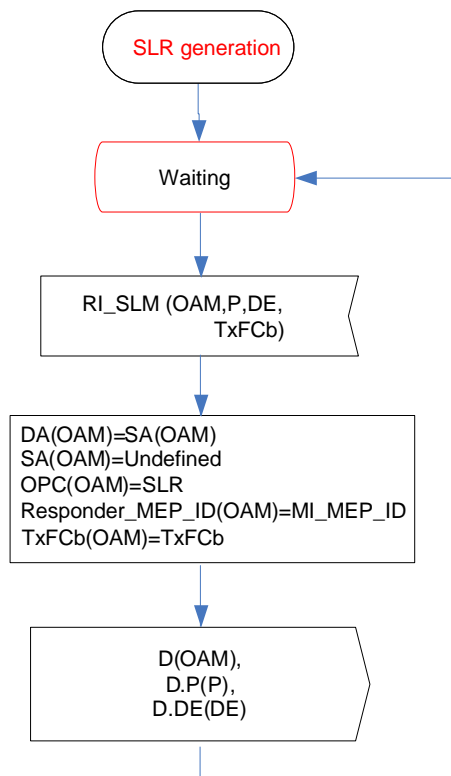 SLR generation
Waiting
RI_SLM (OAM,P,DE,
TxFCb)
DA(OAM)=SA(OAM)
SA(OAM)=Undefined
OPC(OAM)=SLR
Responder_MEP_ID(OAM)=MI_MEP_ID
TxFCb(OAM)=TxFCb
D(OAM),
D.P(P),
D.DE(DE)